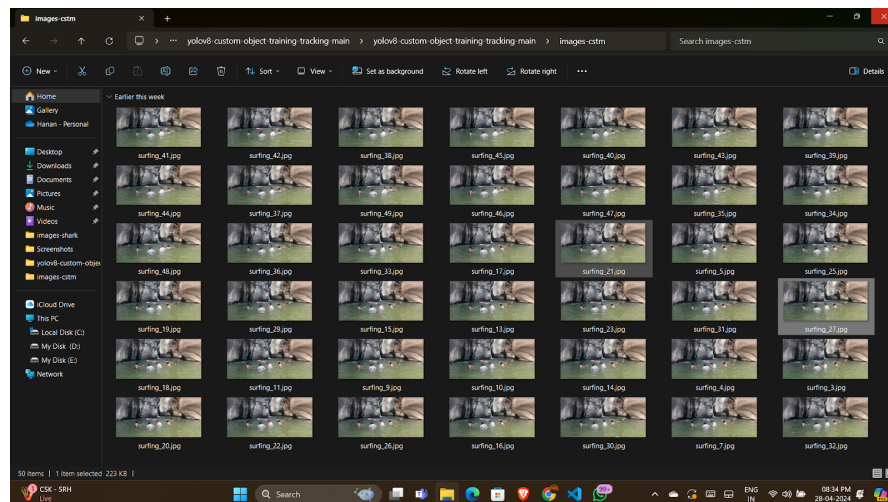 images-cstm
yolov8-custom-object-training-tracking-main > yolov8-custom-object-training-tracking-main > images-cstm
Search images-cstm
New
Sort
View
Set as background
Rotate left
Rotate right
Details
Home
Gallery
Hanan - Personal
Desktop
Downloads
Documents
Pictures
Music
Videos
images-shark
Screenshots
yolov8-custom-objec
images-cstm
iCloud Drive
This PC
Local Disk (C:)
My Disk (D:)
My Disk (E:)
Network
Earlier this week
surfing_41.jpg surfing_42.jpg surfing_38.jpg surfing_45.jpg surfing_40.jpg surfing_43.jpg surfing_39.jpg
surfing_44.jpg surfing_37.jpg surfing_49.jpg surfing_46.jpg surfing_47.jpg surfing_35.jpg surfing_34.jpg
surfing_48.jpg surfing_36.jpg surfing_33.jpg surfing_17.jpg surfing_21.jpg surfing_5.jpg surfing_25.jpg
surfing_19.jpg surfing_29.jpg surfing_15.jpg surfing_13.jpg surfing_23.jpg surfing_31.jpg surfing_27.jpg
surfing_18.jpg surfing_11.jpg surfing_9.jpg surfing_10.jpg surfing_14.jpg surfing_4.jpg surfing_3.jpg
surfing_20.jpg surfing_22.jpg surfing_26.jpg surfing_16.jpg surfing_30.jpg surfing_7.jpg surfing_32.jpg
50 items | 1 item selected 223 KB |
CSK - SRH
Live
Search
99+
ENG
IN
08:34 PM
28-04-2024